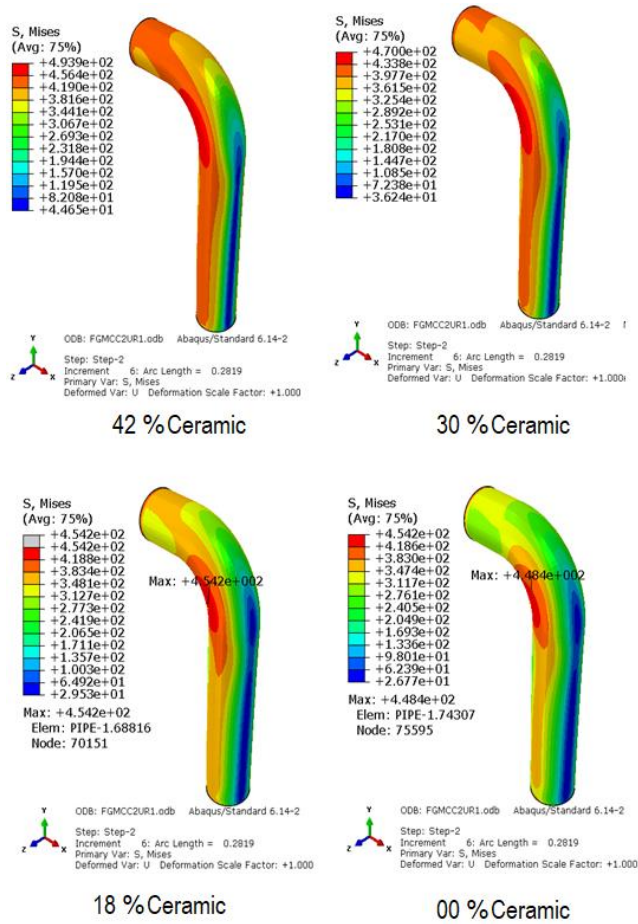 S, Mises
(Avg: 75%)
+4.939e+02
+4.564e+02
+4.190e+02
+3.816e+02
+3.441e+02
+3.067e+02
+2.693e+02
+2.318e+02
+1.944e+02
+1.570e+02
+1.195e+02
+8.208e+01
+4.465e+01
Y
Z
X
ODB: FGMCC2UR1.odb Abaqus/Standard 6.14-2
Step: Step-2
Increment 6: Arc Length = 0.2819
Primary Var: S, Mises
Deformed Var: U Deformation Scale Factor: +1.000
42 % Ceramic
S, Mises
(Avg: 75%)
+4.700e+02
+4.338e+02
+3.977e+02
+3.615e+02
+3.254e+02
+2.892e+02
+2.531e+02
+2.170e+02
+1.808e+02
+1.447e+02
+1.085e+02
+7.238e+01
+3.624e+01
Y
Z
X
ODB: FGMCC2UR1.odb Abaqus/Standard 6.14-2
Step: Step-2
Increment 6: Arc Length = 0.2819
Primary Var: S, Mises
Deformed Var: U Deformation Scale Factor: +1.000
30 % Ceramic
S, Mises
(Avg: 75%)
+4.542e+02
+4.542e+02
+4.188e+02
+3.834e+02
+3.481e+02
+3.127e+02
+2.773e+02
+2.419e+02
+2.065e+02
+1.711e+02
+1.357e+02
+1.003e+02
+6.492e+01
+2.953e+01
Max: +4.542e+02
Elem: PIPE-1.68816
Node: 70151
Max: +4.542e+002
Y
Z
X
ODB: FGMCC2UR1.odb Abaqus/Standard 6.14-2
Step: Step-2
Increment 6: Arc Length = 0.2819
Primary Var: S, Mises
Deformed Var: U Deformation Scale Factor: +1.000
18 % Ceramic
S, Mises
(Avg: 75%)
+4.542e+02
+4.186e+02
+3.830e+02
+3.474e+02
+3.117e+02
+2.761e+02
+2.405e+02
+2.049e+02
+1.693e+02
+1.336e+02
+9.801e+01
+6.239e+01
+2.677e+01
Max: +4.484e+02
Elem: PIPE-1.74307
Node: 75595
Max: +4.484e+002
Y
Z
X
ODB: FGMCC2UR1.odb Abaqus/Standard 6.14-2
Step: Step-2
Increment 6: Arc Length = 0.2819
Primary Var: S, Mises
Deformed Var: U Deformation Scale Factor: +1.000
00 % Ceramic